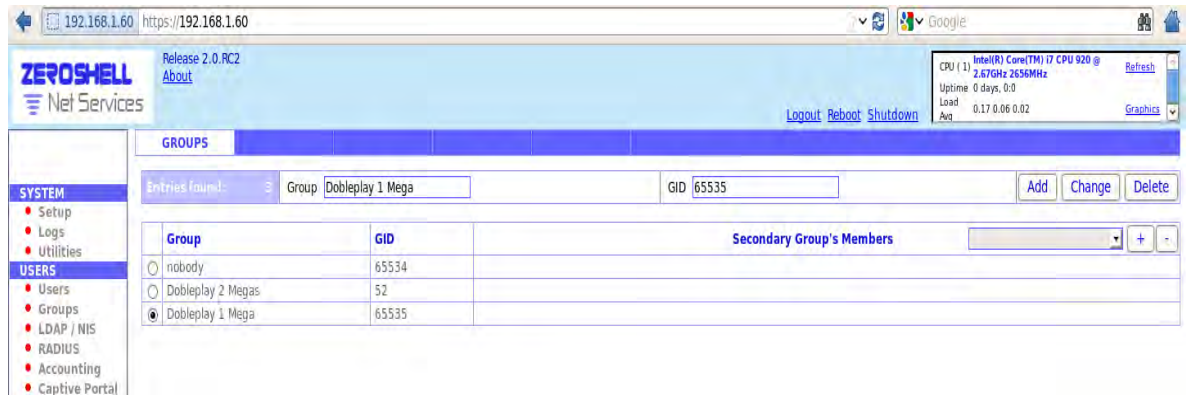 192.168.1.60 https://192.168.1.60 Google
ZEROSHELL
Net Services
Release 2.0.RC2
About
Logout Reboot Shutdown
CPU ( 1) Intel(R) Core(TM) i7 CPU 920 @ 2.67GHz 2656MHz Refresh
Uptime 0 days, 0:0
Load Avg 0.17 0.06 0.02 Graphics
GROUPS
Entries found: 3 Group Dobleplay 1 Mega GID 65535 Add Change Delete
Group GID Secondary Group's Members + -
nobody 65534
Dobleplay 2 Megas 52
Dobleplay 1 Mega 65535
SYSTEM
Setup
Logs
Utilities
USERS
Users
Groups
LDAP / NIS
RADIUS
Accounting
Captive Portal